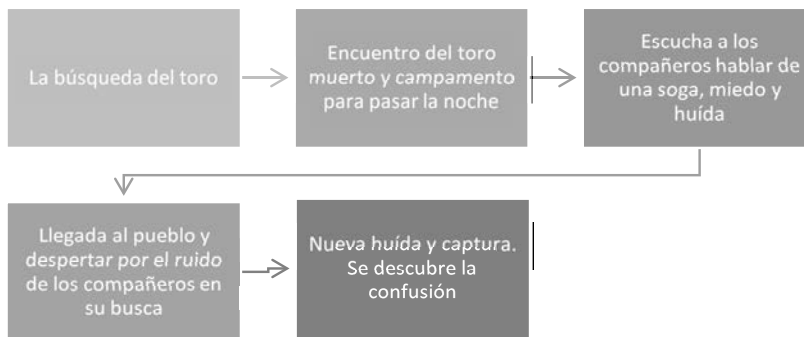 La búsqueda del toro
Encuentro del toro
muerto y campamento
para pasar la noche
Escucha a los
compañeros hablar de
una soga, miedo y
huída
Llegada al pueblo y
despertar por el ruido
de los compañeros en
su busca
Nueva huída y captura.
Se descubre la
confusión